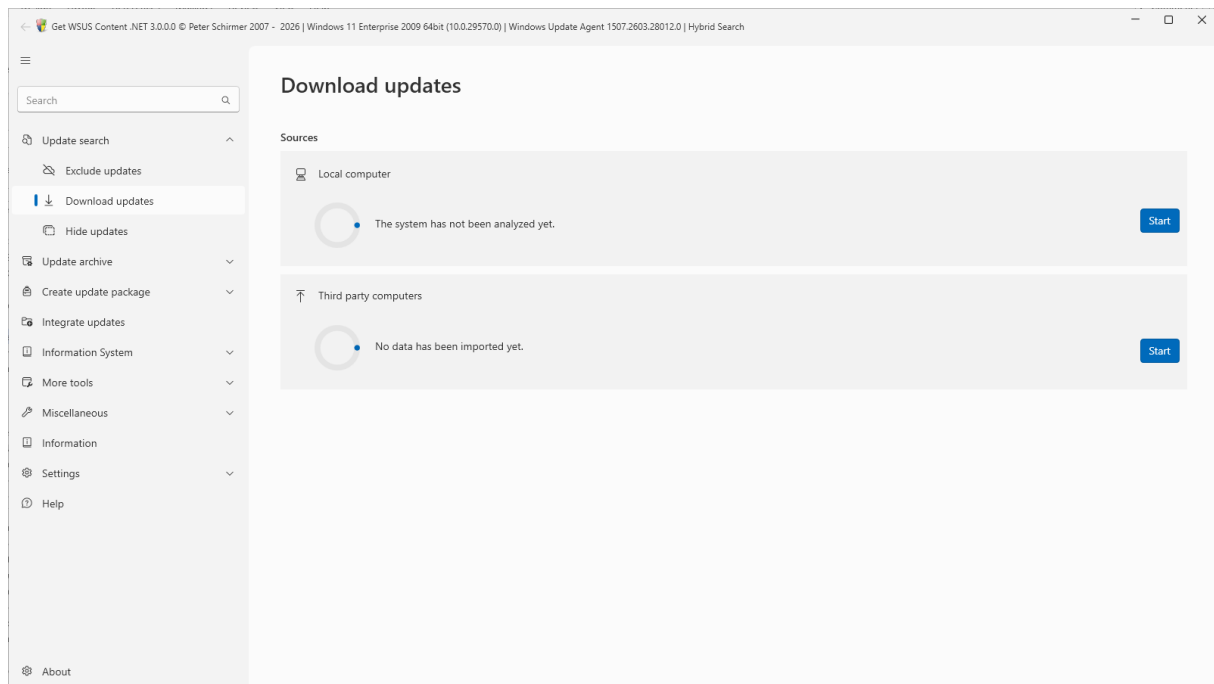 Get WSUS Content .NET 3.0.0.0 © Peter Schirmer 2007 - 2026 | Windows 11 Enterprise 2009 64bit (10.0.29570.0) | Windows Update Agent 1507.2603.28012.0 | Hybrid Search
Search
Update search
Exclude updates
Download updates
Hide updates
Update archive
Create update package
Integrate updates
Information System
More tools
Miscellaneous
Information
Settings
Help
About
Download updates
Sources
Local computer
The system has not been analyzed yet.
Start
Third party computers
No data has been imported yet.
Start